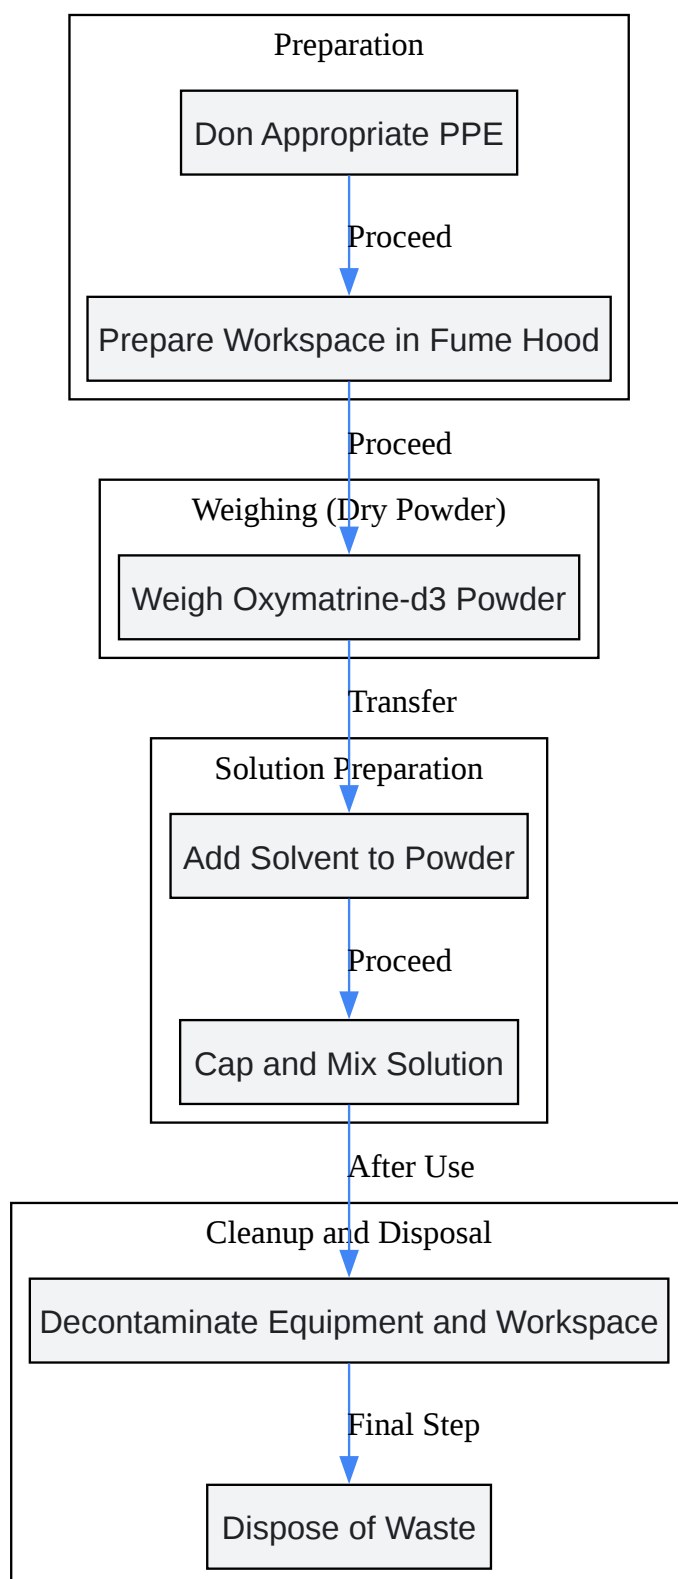 Preparation
Don Appropriate PPE
Proceed
Prepare Workspace in Fume Hood
Proceed
Weighing (Dry Powder)
Weigh Oxymatrine-d3 Powder
Transfer
Solution Preparation
Add Solvent to Powder
Proceed
Cap and Mix Solution
After Use
Cleanup and Disposal
Decontaminate Equipment and Workspace
Final Step
Dispose of Waste